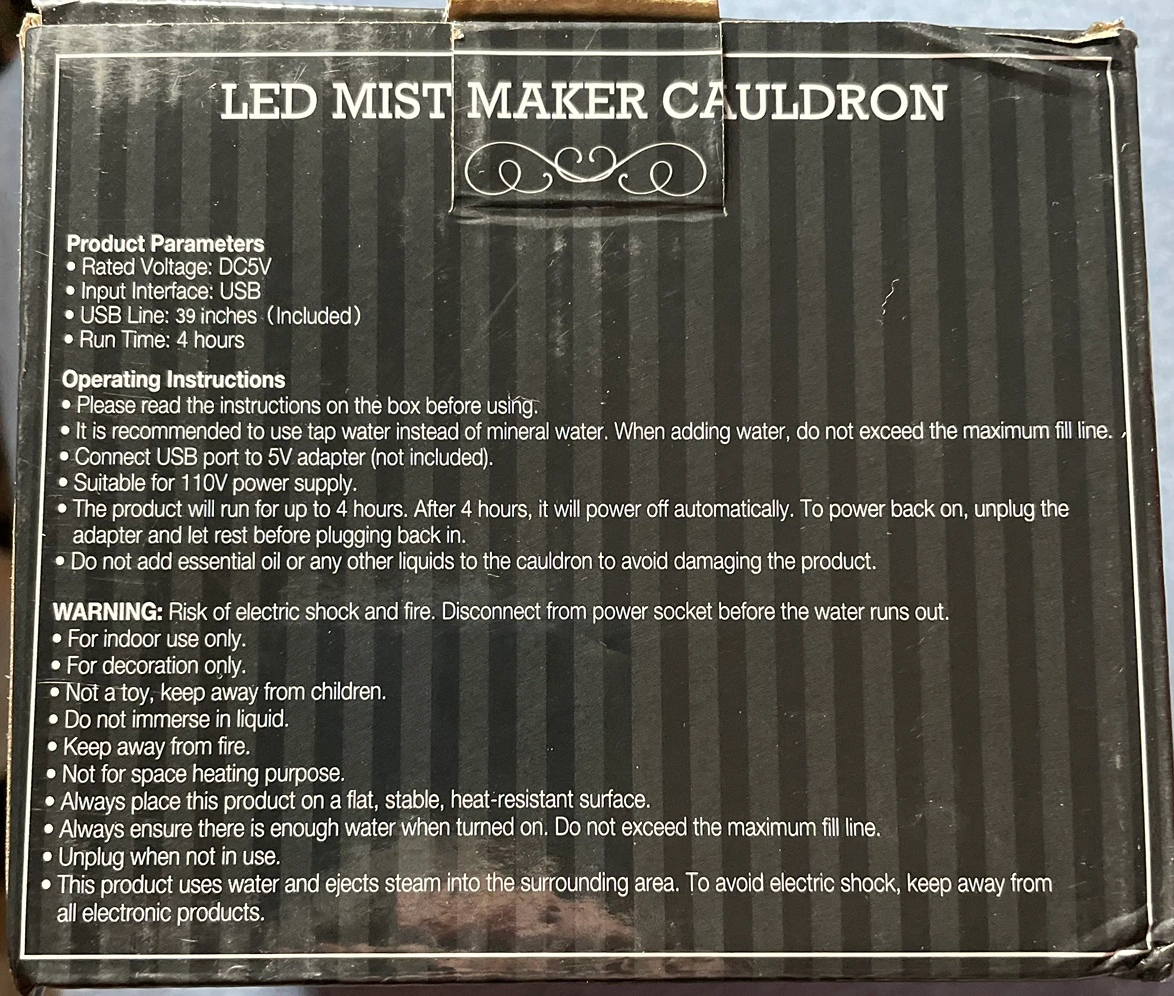 LED MIST MAKER CAULDRON
Product Parameters
• Rated Voltage: DC5V
• Input Interface: USB
• USB Line: 39 inches (Included)
• Run Time: 4 hours
Operating Instructions
• Please read the instructions on the box before using.
• It is recommended to use tap water instead of mineral water. When adding water, do not exceed the maximum fill line.
• Connect USB port to 5V adapter (not included).
• Suitable for 110V power supply.
• The product will run for up to 4 hours. After 4 hours, it will power off automatically. To power back on, unplug the
adapter and let rest before plugging back in.
• Do not add essential oil or any other liquids to the cauldron to avoid damaging the product.
WARNING: Risk of electric shock and fire. Disconnect from power socket before the water runs out.
• For indoor use only.
• For decoration only.
• Not a toy, keep away from children.
• Do not immerse in liquid.
• Keep away from fire.
• Not for space heating purpose.
• Always place this product on a flat, stable, heat-resistant surface.
• Always ensure there is enough water when turned on. Do not exceed the maximum fill line.
• Unplug when not in use.
• This product uses water and ejects steam into the surrounding area. To avoid electric shock, keep away from
all electronic products.